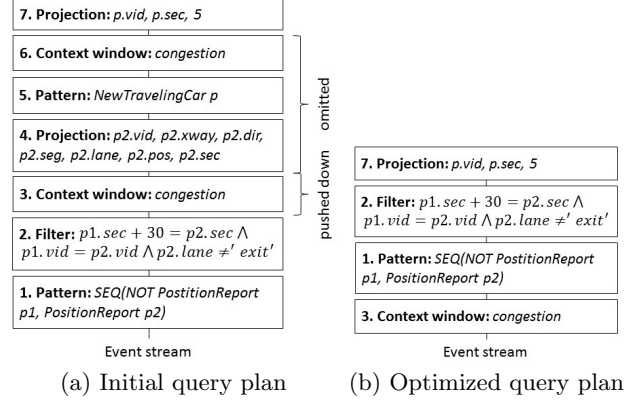 7. Projection: p.vid, p.sec, 5
6. Context window: congestion
5. Pattern: NewTravelingCar p
4. Projection: p2.vid, p2.xway, p2.dir,
p2.seg, p2.lane, p2.pos, p2.sec
3. Context window: congestion
2. Filter: p1.sec + 30 = p2.sec ⋀
p1.vid = p2.vid ⋀ p2.lane ≠′ exit′
1. Pattern: SEQ(NOT PostitionReport
p1, PositionReport p2)
Event stream
(a) Initial query plan
omitted
pushed down
7. Projection: p.vid, p.sec, 5
2. Filter: p1.sec + 30 = p2.sec ⋀
p1.vid = p2.vid ⋀ p2.lane ≠′ exit′
1. Pattern: SEQ(NOT PostitionReport
p1, PositionReport p2)
3. Context window: congestion
Event stream
(b) Optimized query plan